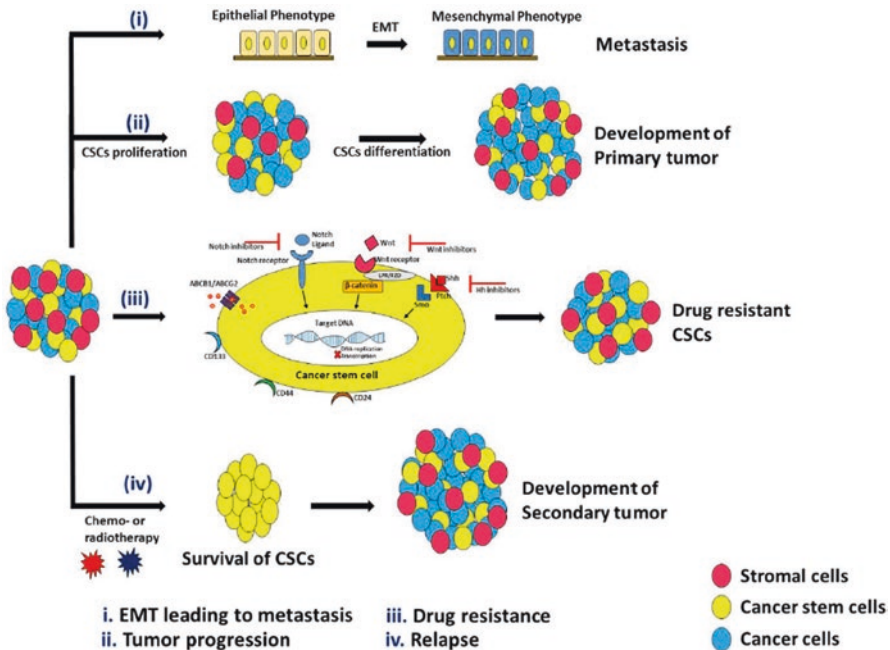 (i)
Epithelial Phenotype
EMT
Mesenchymal Phenotype
Metastasis
(ii)
CSCs proliferation
CSCs differentiation
Development of
Primary tumor
(iii)
Notch inhibitors
Notch
Ligand
Notch receptor
Wnt
Wnt inhibitors
Wnt receptor
β-catenin
Shh
Ptch
Smo
Hh inhibitors
ABCB1/ABCG2
Target DNA
DNA replication
transcription
Cancer stem cell
CD133
CD44
CD24
Drug resistant
CSCs
(iv)
Chemo- or
radiotherapy
Survival of CSCs
Development of
Secondary tumor
i. EMT leading to metastasis
ii. Tumor progression
iii. Drug resistance
iv. Relapse
Stromal cells
Cancer stem cells
Cancer cells